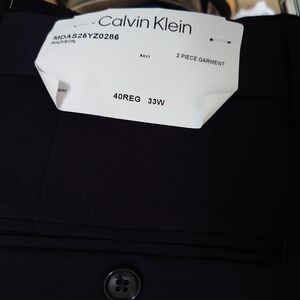 Calvin Klein
MDAS26YZ0286
MADISON
NAVY 2 PIECE GARMENT
40REG 33W